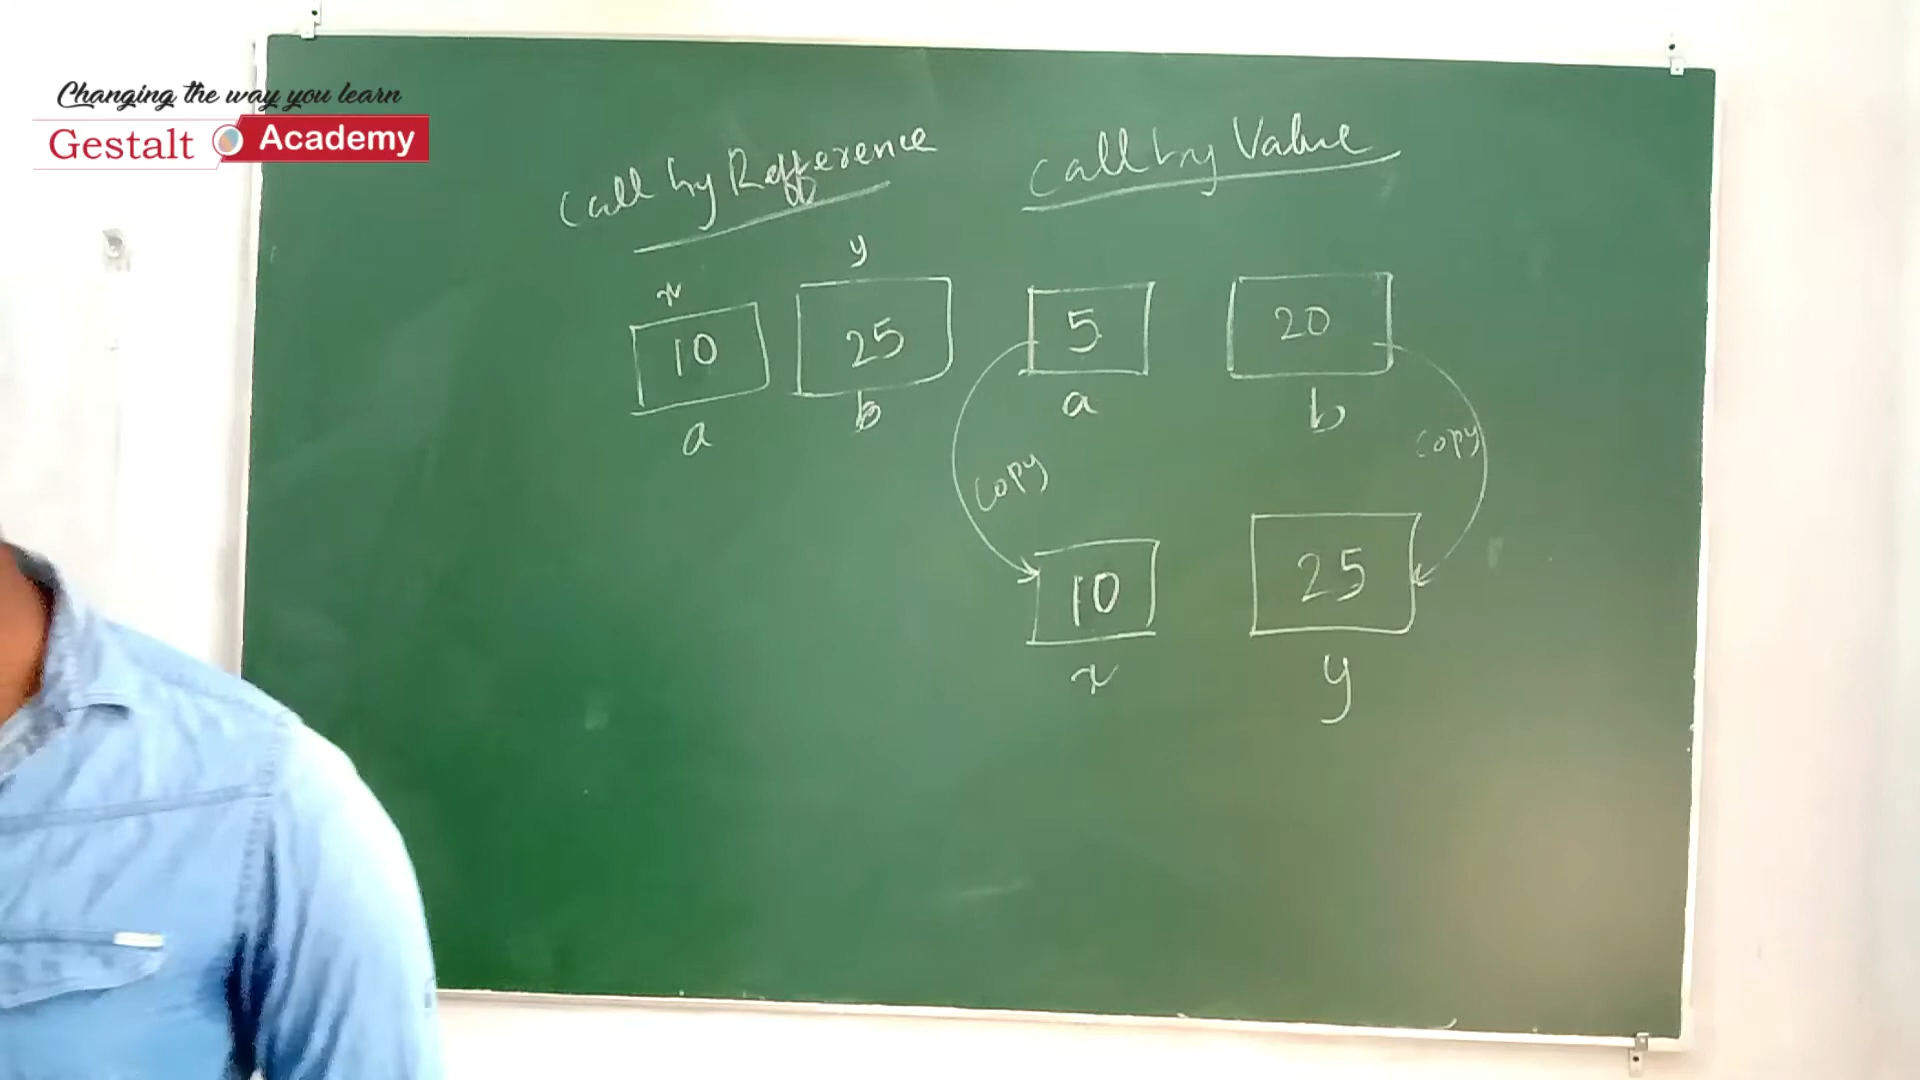 Changing the way you learn
Gestalt Academy
Call by Refference
x
y
10
25
a
b
Call by Value
5
20
a
b
copy
copy
10
25
x
y